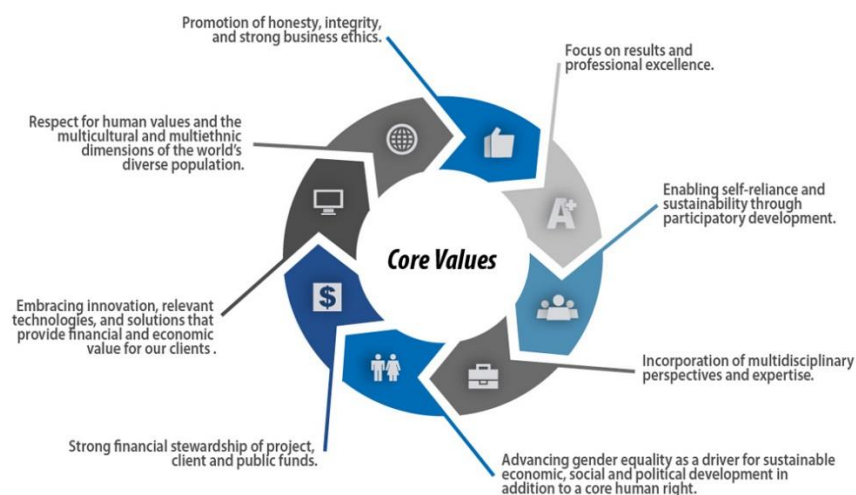 Promotion of honesty, integrity,
and strong business ethics.
Focus on results and
professional excellence.
Respect for human values and the
multicultural and multiethnic
dimensions of the world's
diverse population.
A+
Enabling self-reliance and
sustainability through
participatory development.
Core Values
$
Embracing innovation, relevant
technologies, and solutions that
provide financial and economic
value for our clients .
Incorporation of multidisciplinary
perspectives and expertise.
Strong financial stewardship of project,
client and public funds.
Advancing gender equality as a driver for sustainable
economic, social and political development in
addition to a core human right.